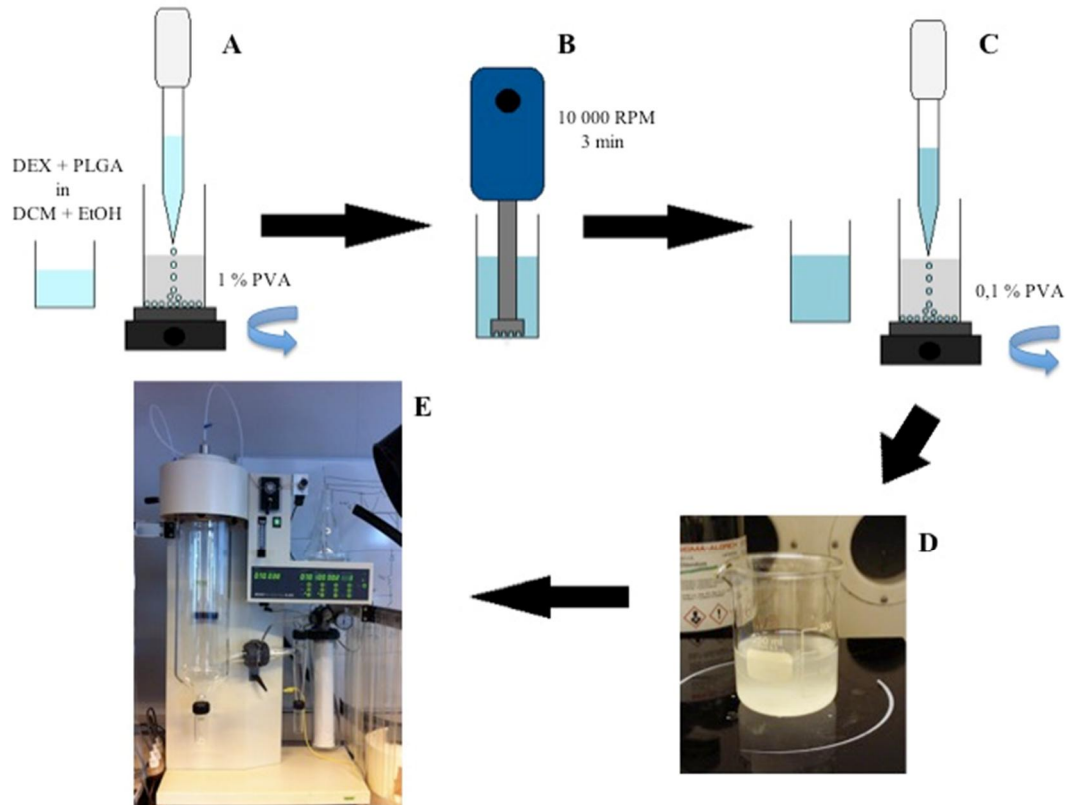 A
DEX + PLGA
in
DCM + EtOH
1 % PVA
B
10 000 RPM
3 min
C
0,1 % PVA
E
D